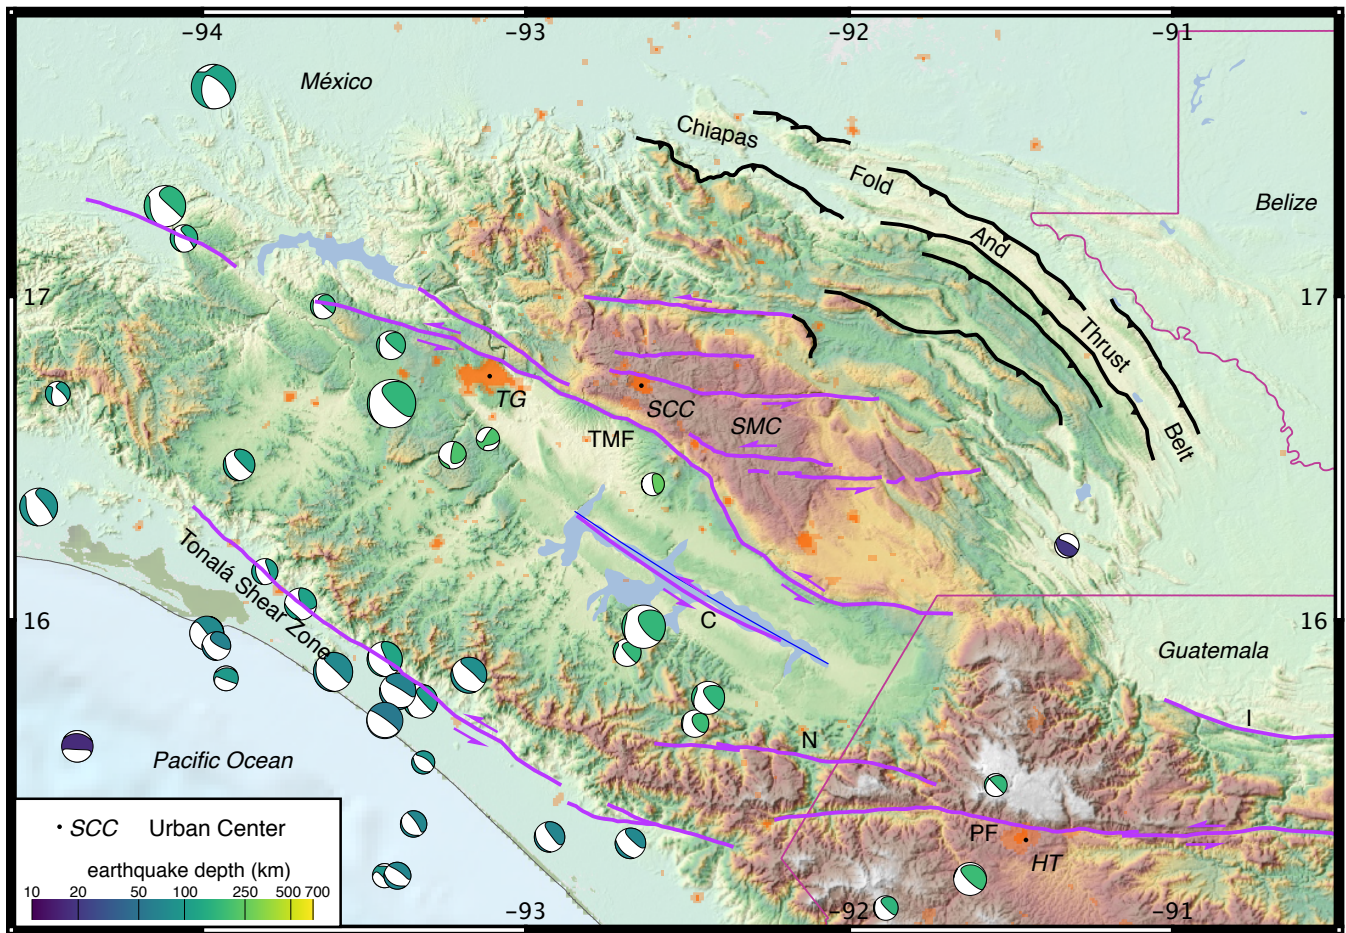 −94 −93 −92 −91
México
Chiapas
Fold
And
Thrust
Belt
Belize
17 17
TG
SCC
SMC
TMF
Tonalá Shear Zone
16 16
C
Guatemala
I
N
Pacific Ocean
PF
HT
SCC Urban Center
earthquake depth (km)
10 20 50 100 250 500 700
−93 −92 −91